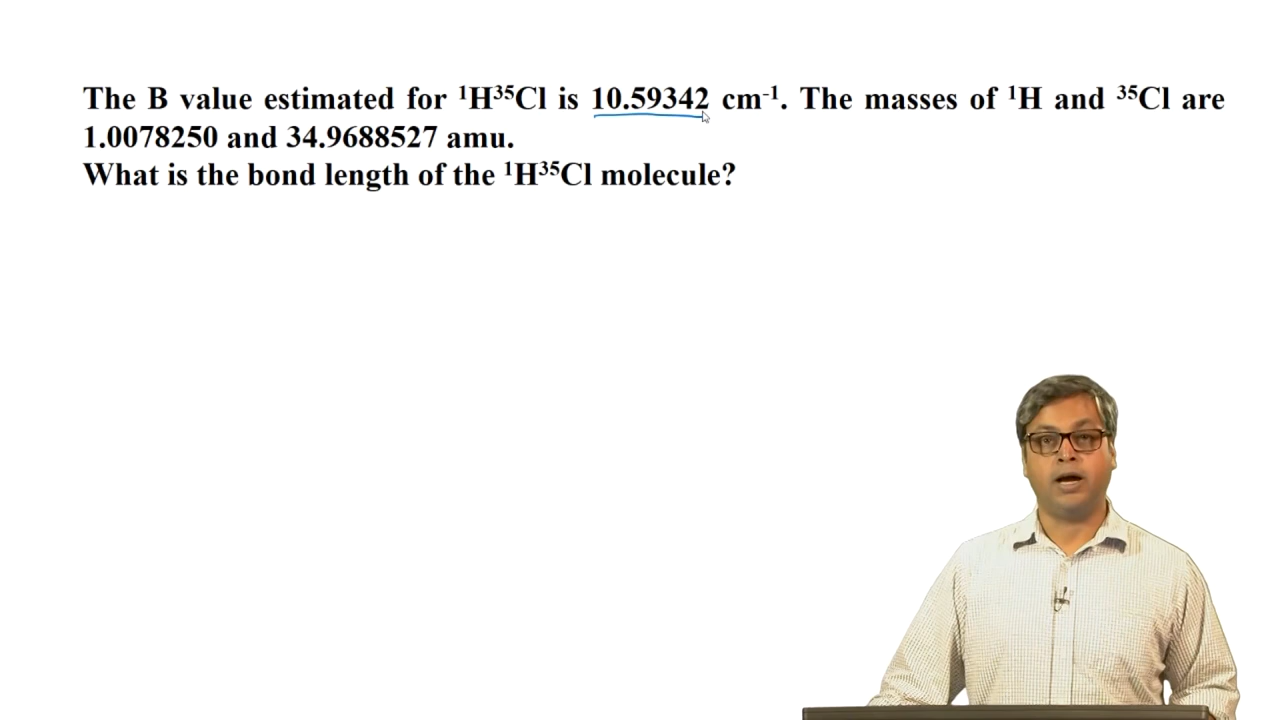 The B value estimated for ¹H³⁵Cl is 10.59342 cm⁻¹. The masses of ¹H and ³⁵Cl are
1.0078250 and 34.9688527 amu.
What is the bond length of the ¹H³⁵Cl molecule?